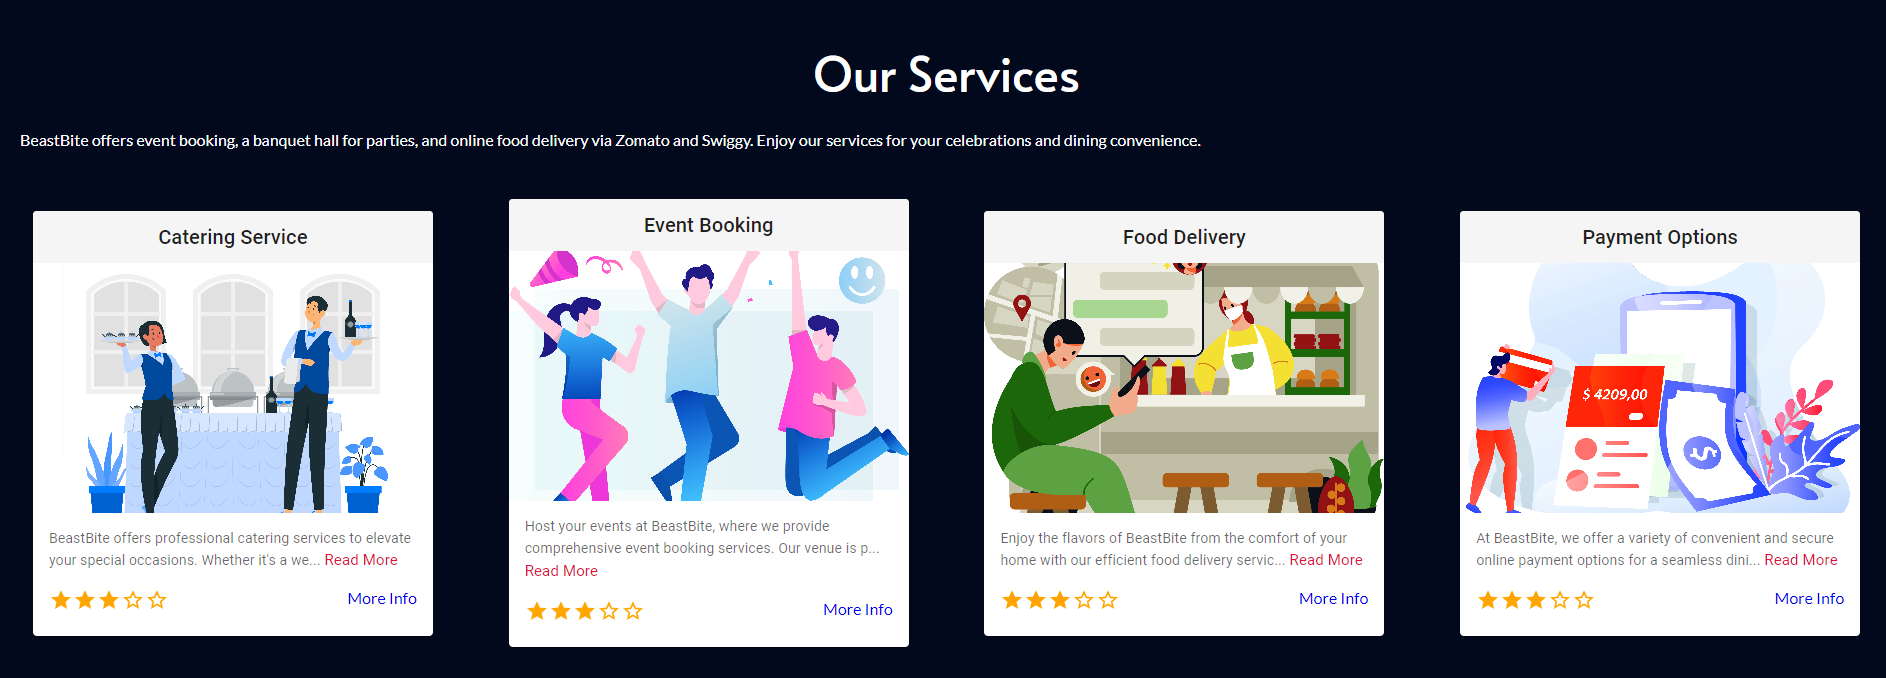 Our Services
BeastBite offers event booking, a banquet hall for parties, and online food delivery via Zomato and Swiggy. Enjoy our services for your celebrations and dining convenience.
Catering Service
BeastBite offers professional catering services to elevate
your special occasions. Whether it's a we... Read More
More Info
Event Booking
Host your events at BeastBite, where we provide
comprehensive event booking services. Our venue is p...
Read More
More Info
Food Delivery
Enjoy the flavors of BeastBite from the comfort of your
home with our efficient food delivery servic... Read More
More Info
Payment Options
$ 4209,00
At BeastBite, we offer a variety of convenient and secure
online payment options for a seamless dini... Read More
More Info